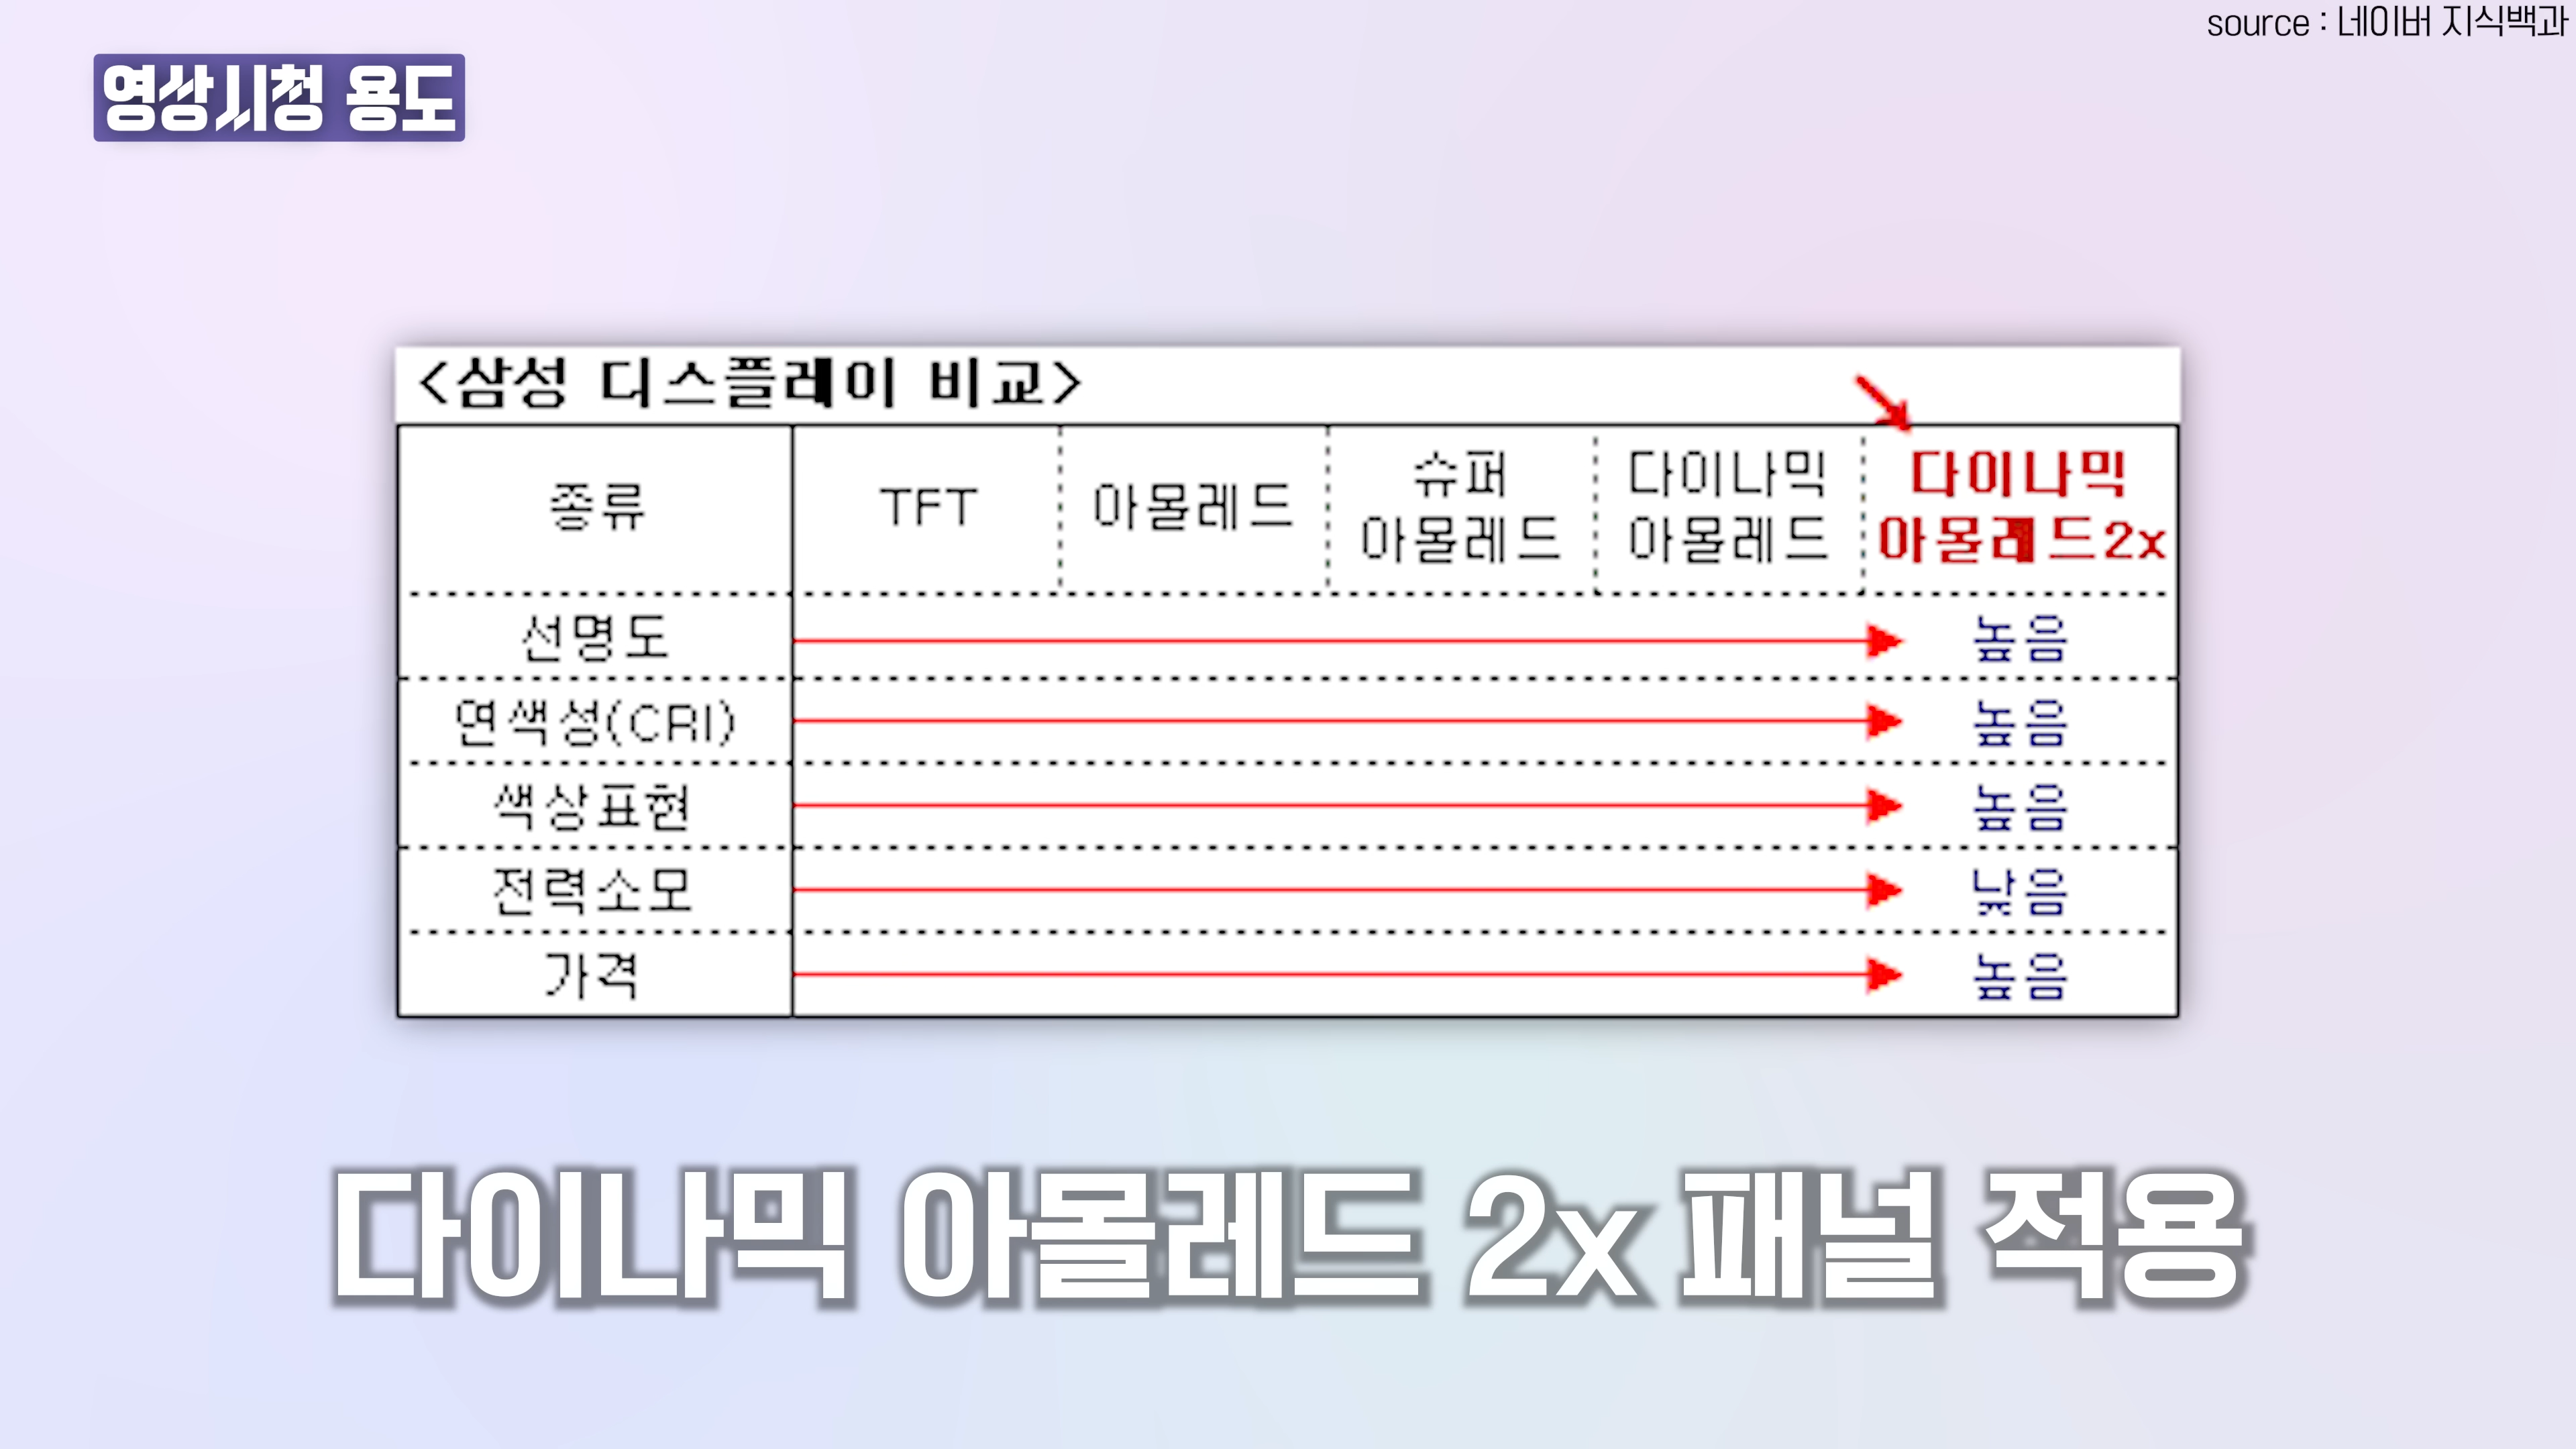 source : 네이버 지식백과
영상시청 용도
<삼성 디스플레이 비교>
종류 TFT 아몰레드 슈퍼 아몰레드 다이나믹 아몰레드 다이나믹 아몰레드2x
선명도 높음
연색성(CRI) 높음
색상표현 높음
전력소모 낮음
가격 높음
다이나믹 아몰레드 2x 패널 적용